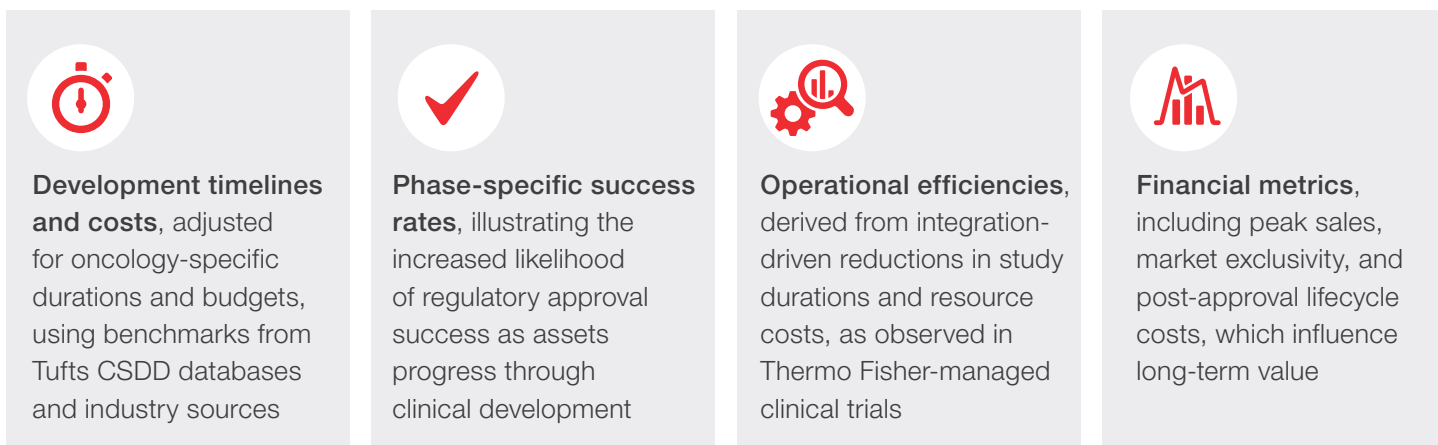 Development timelines
and costs, adjusted
for oncology-specific
durations and budgets,
using benchmarks from
Tufts CSDD databases
and industry sources
Phase-specific success
rates, illustrating the
increased likelihood
of regulatory approval
success as assets
progress through
clinical development
Operational efficiencies,
derived from integration-
driven reductions in study
durations and resource
costs, as observed in
Thermo Fisher-managed
clinical trials
Financial metrics,
including peak sales,
market exclusivity, and
post-approval lifecycle
costs, which influence
long-term value